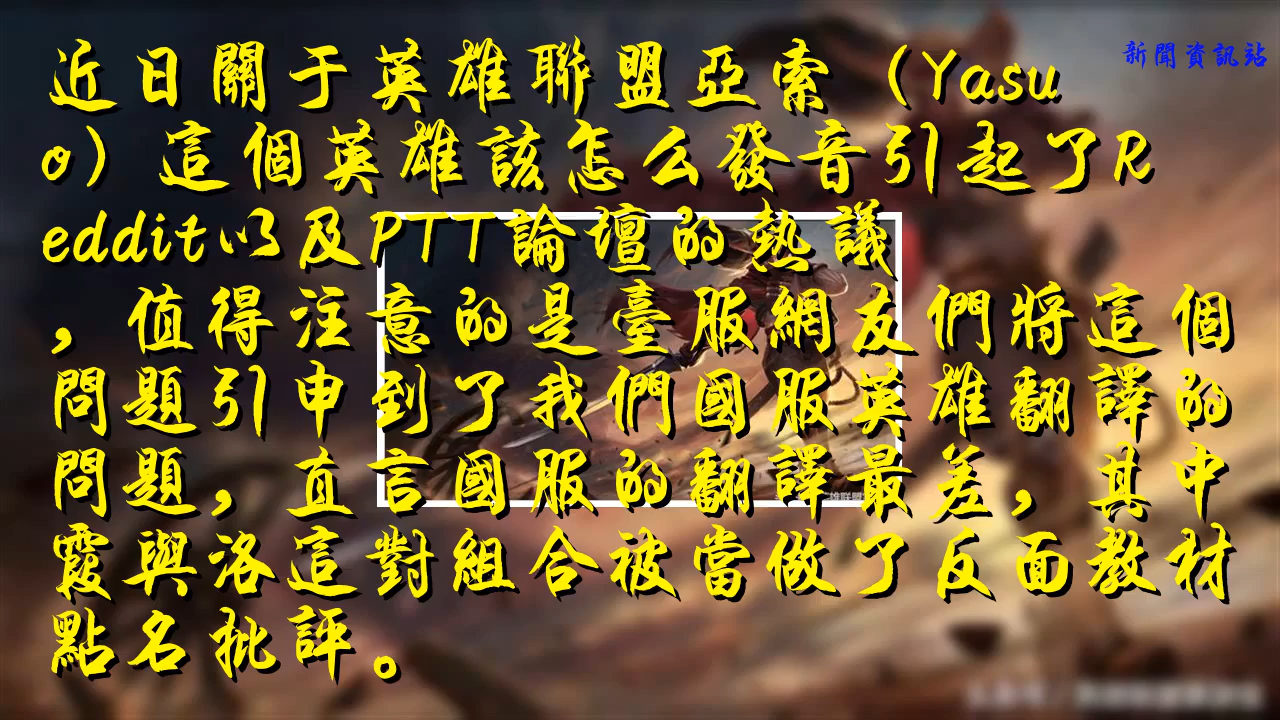 新聞資訊站
近日關于英雄聯盟亞索（Yasu
o）這個英雄該怎么發音引起了R
eddit以及PTT論壇的熱議
，值得注意的是臺服網友們將這個
問題引申到了我們國服英雄翻譯的
問題，直言國服的翻譯最差，其中
霞與洛這對組合被當做了反面教材
點名批評。